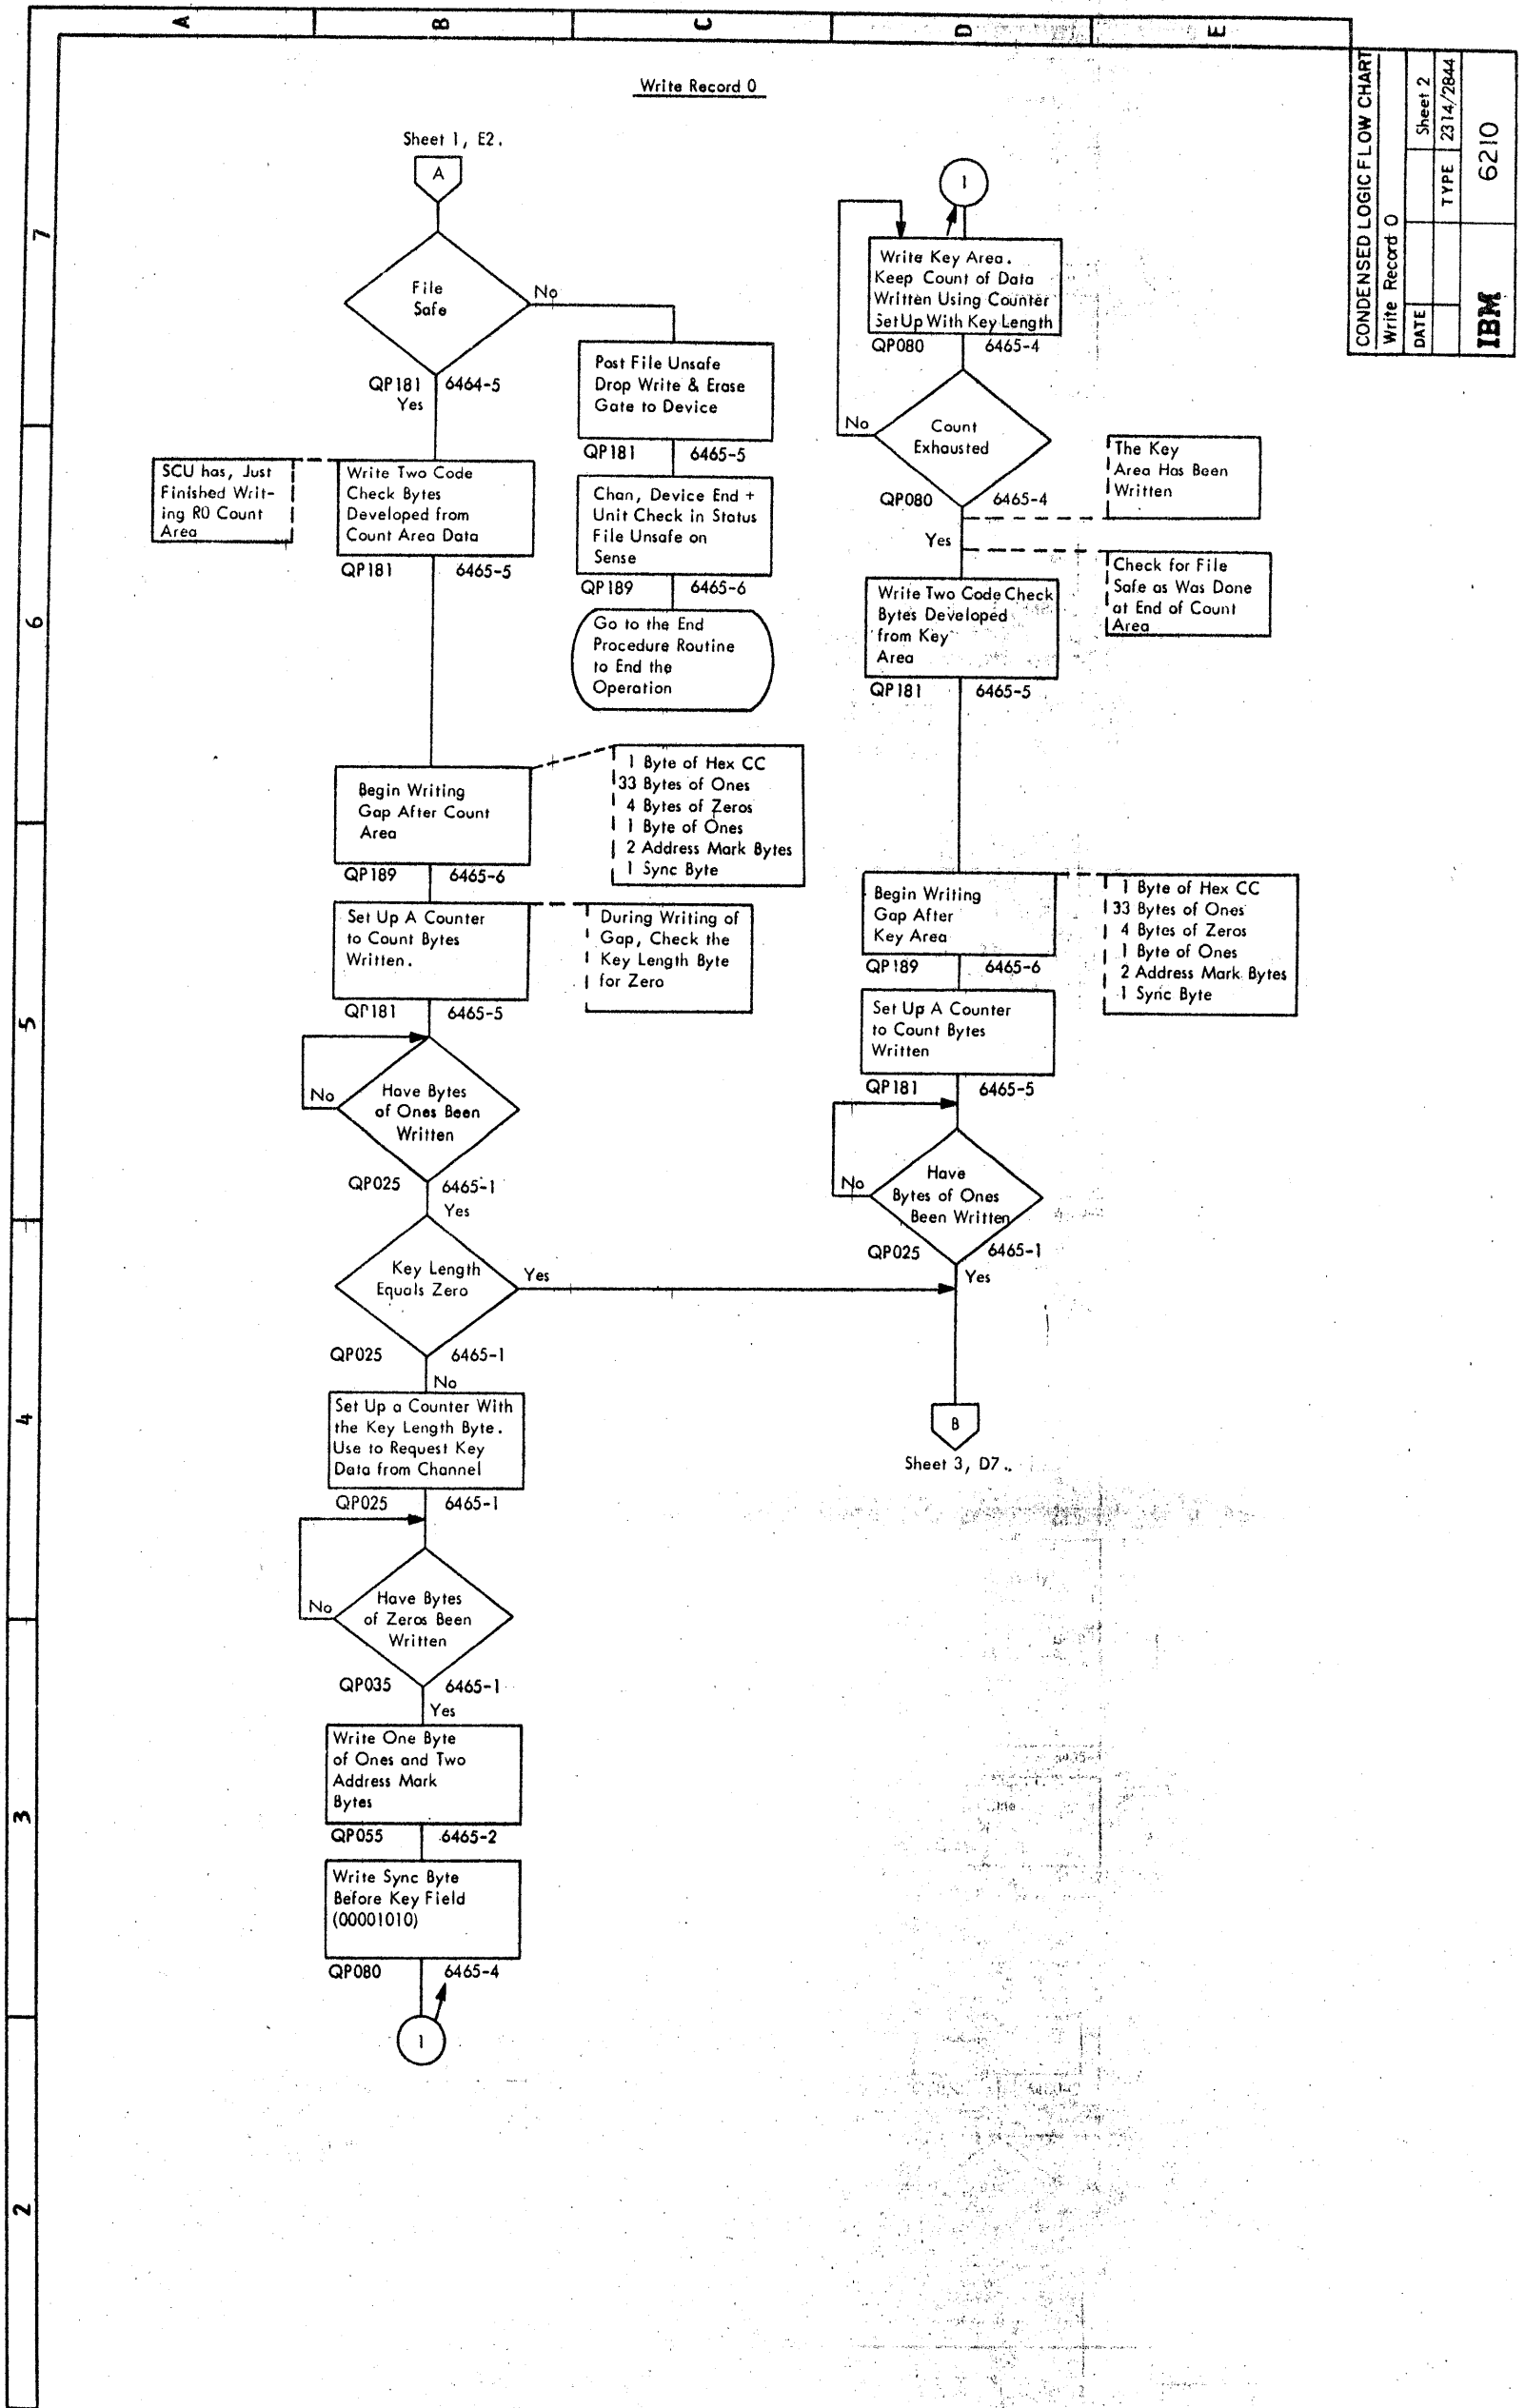 A
B
C
D
E
7
6
5
4
3
2
CONDENSED LOGIC FLOW CHART
Write Record 0
DATE
Sheet 2
TYPE
2314/2844
IBM
6210
Write Record 0
Sheet 1, E2.
A
File
Safe
No
QP181
6464-5
Yes
SCU has, Just
Finished Writ-
ing R0 Count
Area
Write Two Code
Check Bytes
Developed from
Count Area Data
QP181
6465-5
Post File Unsafe
Drop Write & Erase
Gate to Device
QP181
6465-5
Chan, Device End +
Unit Check in Status
File Unsafe on
Sense
QP189
6465-6
Go to the End
Procedure Routine
to End the
Operation
Begin Writing
Gap After Count
Area
QP189
6465-6
1 Byte of Hex CC
33 Bytes of Ones
4 Bytes of Zeros
1 Byte of Ones
2 Address Mark Bytes
1 Sync Byte
Set Up A Counter
to Count Bytes
Written.
QP181
6465-5
During Writing of
Gap, Check the
Key Length Byte
for Zero
No
Have Bytes
of Ones Been
Written
QP025
6465-1
Yes
Key Length
Equals Zero
Yes
QP025
6465-1
No
Set Up a Counter With
the Key Length Byte.
Use to Request Key
Data from Channel
QP025
6465-1
No
Have Bytes
of Zeros Been
Written
QP035
6465-1
Yes
Write One Byte
of Ones and Two
Address Mark
Bytes
QP055
6465-2
Write Sync Byte
Before Key Field
(00001010)
QP080
6465-4
1
1
Write Key Area.
Keep Count of Data
Written Using Counter
Set Up With Key Length
QP080
6465-4
No
Count
Exhausted
QP080
6465-4
Yes
The Key
Area Has Been
Written
Check for File
Safe as Was Done
at End of Count
Area
Write Two Code Check
Bytes Developed
from Key
Area
QP181
6465-5
Begin Writing
Gap After
Key Area
QP189
6465-6
1 Byte of Hex CC
33 Bytes of Ones
4 Bytes of Zeros
1 Byte of Ones
2 Address Mark Bytes
1 Sync Byte
Set Up A Counter
to Count Bytes
Written
QP181
6465-5
No
Have
Bytes of Ones
Been Written
QP025
6465-1
Yes
B
Sheet 3, D7.